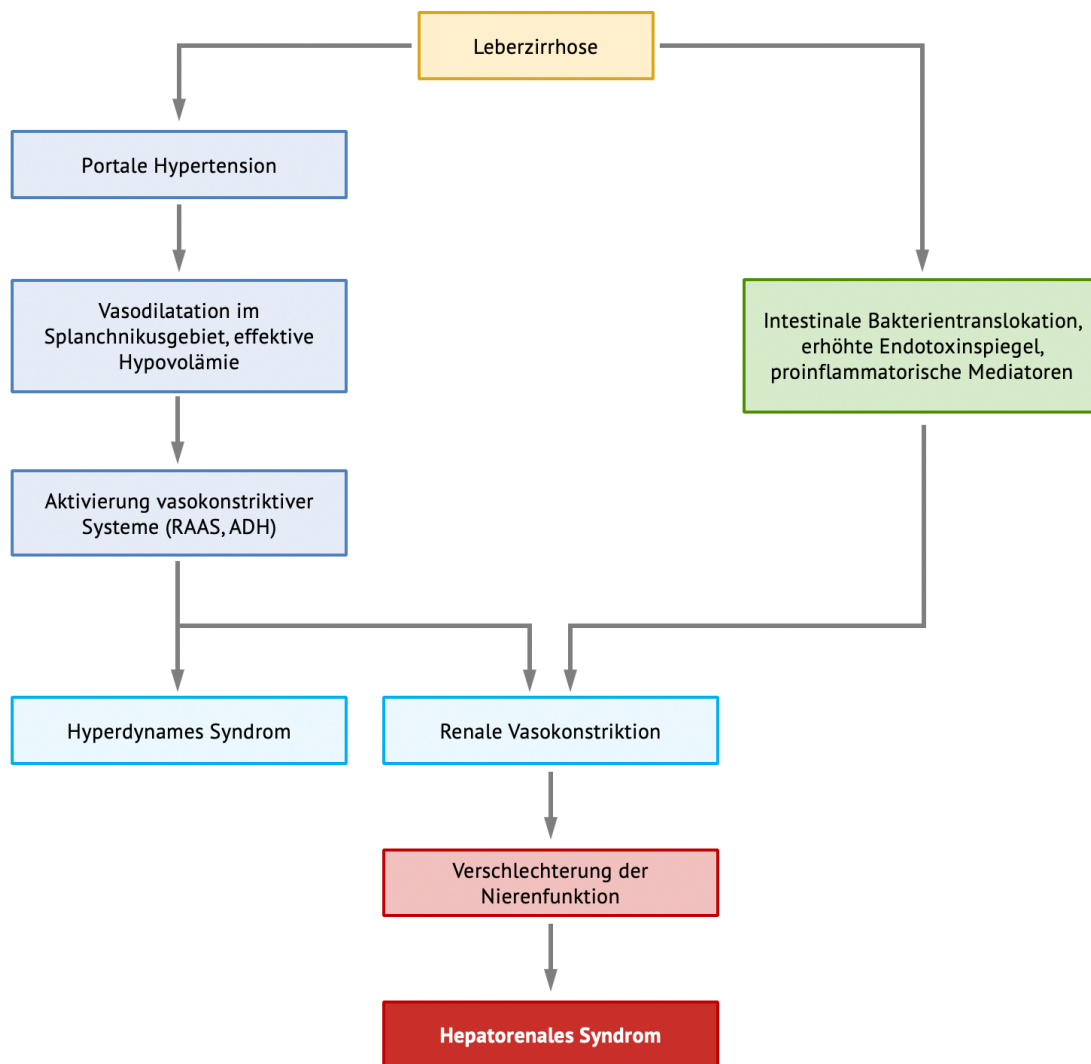 Leberzirrhose
Portale Hypertension
Vasodilatation im
Splanchnikusgebiet, effektive
Hypovolämie
Intestinale Bakterientranslokation,
erhöhte Endotoxinspiegel,
proinflammatorische Mediatoren
Aktivierung vasokonstriktiver
Systeme (RAAS, ADH)
Hyperdynames Syndrom
Renale Vasokonstriktion
Verschlechterung der
Nierenfunktion
Hepatorenales Syndrom